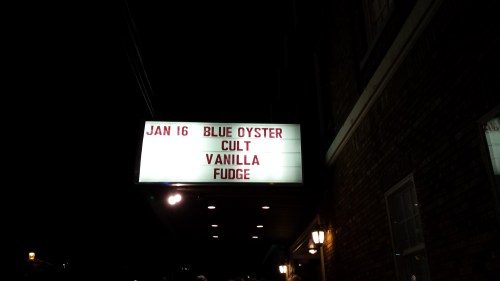 JAN 16 BLUE OYSTER
CULT
VANILLA
FUDGE